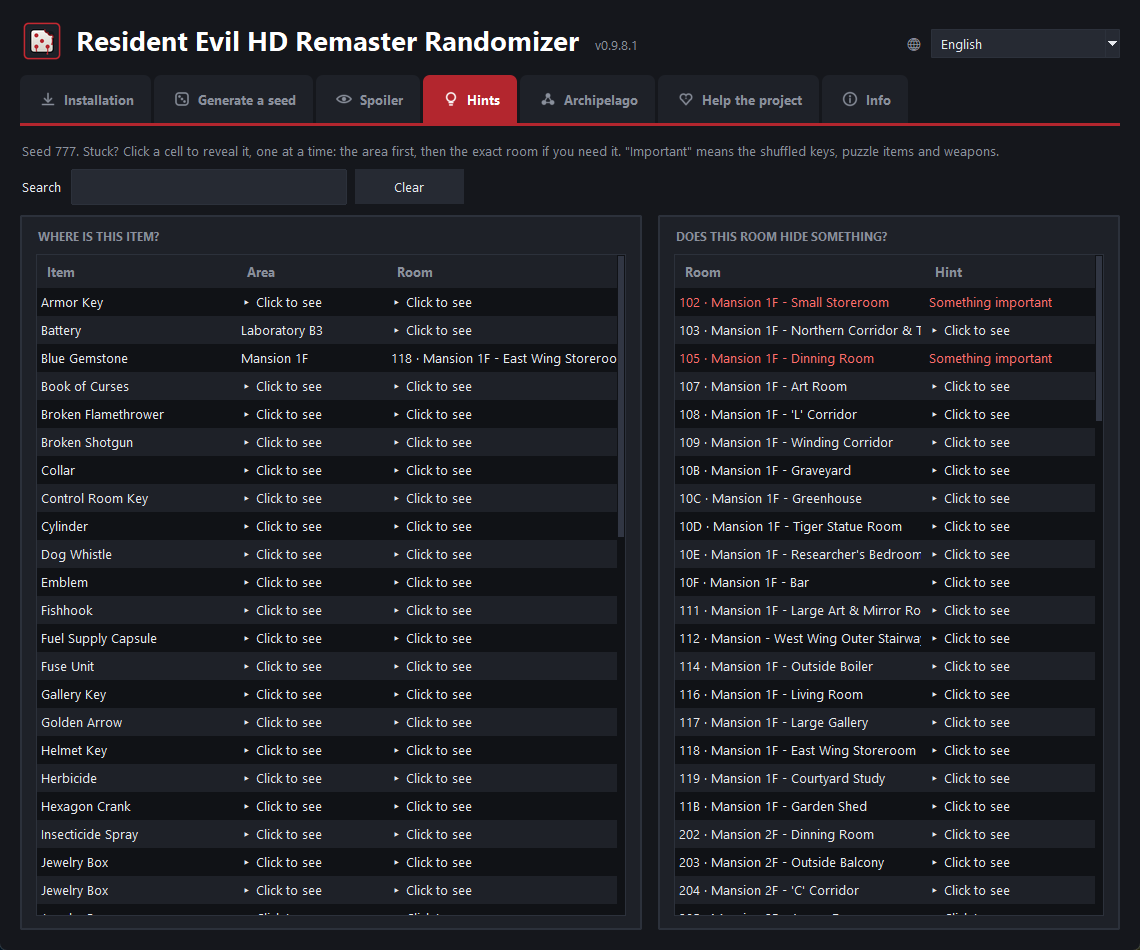 Resident Evil HD Remaster Randomizer v0.9.8.1
English
Installation Generate a seed Spoiler Hints Archipelago Help the project Info
Seed 777. Stuck? Click a cell to reveal it, one at a time: the area first, then the exact room if you need it. "Important" means the shuffled keys, puzzle items and weapons.
Search Clear
WHERE IS THIS ITEM?
Item Area Room
Armor Key ‣ Click to see ‣ Click to see
Battery Laboratory B3 ‣ Click to see
Blue Gemstone Mansion 1F 118 · Mansion 1F - East Wing Storeroo
Book of Curses ‣ Click to see ‣ Click to see
Broken Flamethrower ‣ Click to see ‣ Click to see
Broken Shotgun ‣ Click to see ‣ Click to see
Collar ‣ Click to see ‣ Click to see
Control Room Key ‣ Click to see ‣ Click to see
Cylinder ‣ Click to see ‣ Click to see
Dog Whistle ‣ Click to see ‣ Click to see
Emblem ‣ Click to see ‣ Click to see
Fishhook ‣ Click to see ‣ Click to see
Fuel Supply Capsule ‣ Click to see ‣ Click to see
Fuse Unit ‣ Click to see ‣ Click to see
Gallery Key ‣ Click to see ‣ Click to see
Golden Arrow ‣ Click to see ‣ Click to see
Helmet Key ‣ Click to see ‣ Click to see
Herbicide ‣ Click to see ‣ Click to see
Hexagon Crank ‣ Click to see ‣ Click to see
Insecticide Spray ‣ Click to see ‣ Click to see
Jewelry Box ‣ Click to see ‣ Click to see
Jewelry Box ‣ Click to see ‣ Click to see
DOES THIS ROOM HIDE SOMETHING?
Room Hint
102 · Mansion 1F - Small Storeroom Something important
103 · Mansion 1F - Northern Corridor & T ‣ Click to see
105 · Mansion 1F - Dinning Room Something important
107 · Mansion 1F - Art Room ‣ Click to see
108 · Mansion 1F - 'L' Corridor ‣ Click to see
109 · Mansion 1F - Winding Corridor ‣ Click to see
10B · Mansion 1F - Graveyard ‣ Click to see
10C · Mansion 1F - Greenhouse ‣ Click to see
10D · Mansion 1F - Tiger Statue Room ‣ Click to see
10E · Mansion 1F - Researcher's Bedroom ‣ Click to see
10F · Mansion 1F - Bar ‣ Click to see
111 · Mansion 1F - Large Art & Mirror Ro ‣ Click to see
112 · Mansion - West Wing Outer Stairway ‣ Click to see
114 · Mansion 1F - Outside Boiler ‣ Click to see
116 · Mansion 1F - Living Room ‣ Click to see
117 · Mansion 1F - Large Gallery ‣ Click to see
118 · Mansion 1F - East Wing Storeroom ‣ Click to see
119 · Mansion 1F - Courtyard Study ‣ Click to see
11B · Mansion 1F - Garden Shed ‣ Click to see
202 · Mansion 2F - Dinning Room ‣ Click to see
203 · Mansion 2F - Outside Balcony ‣ Click to see
204 · Mansion 2F - 'C' Corridor ‣ Click to see